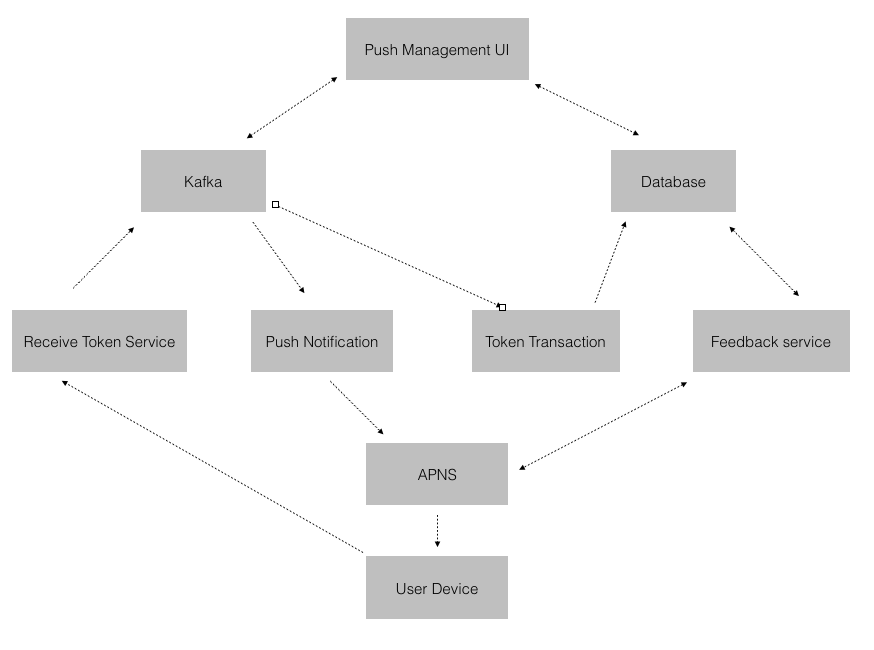 Push Management UI
Kafka
Database
Receive Token Service
Push Notification
Token Transaction
Feedback service
APNS
User Device